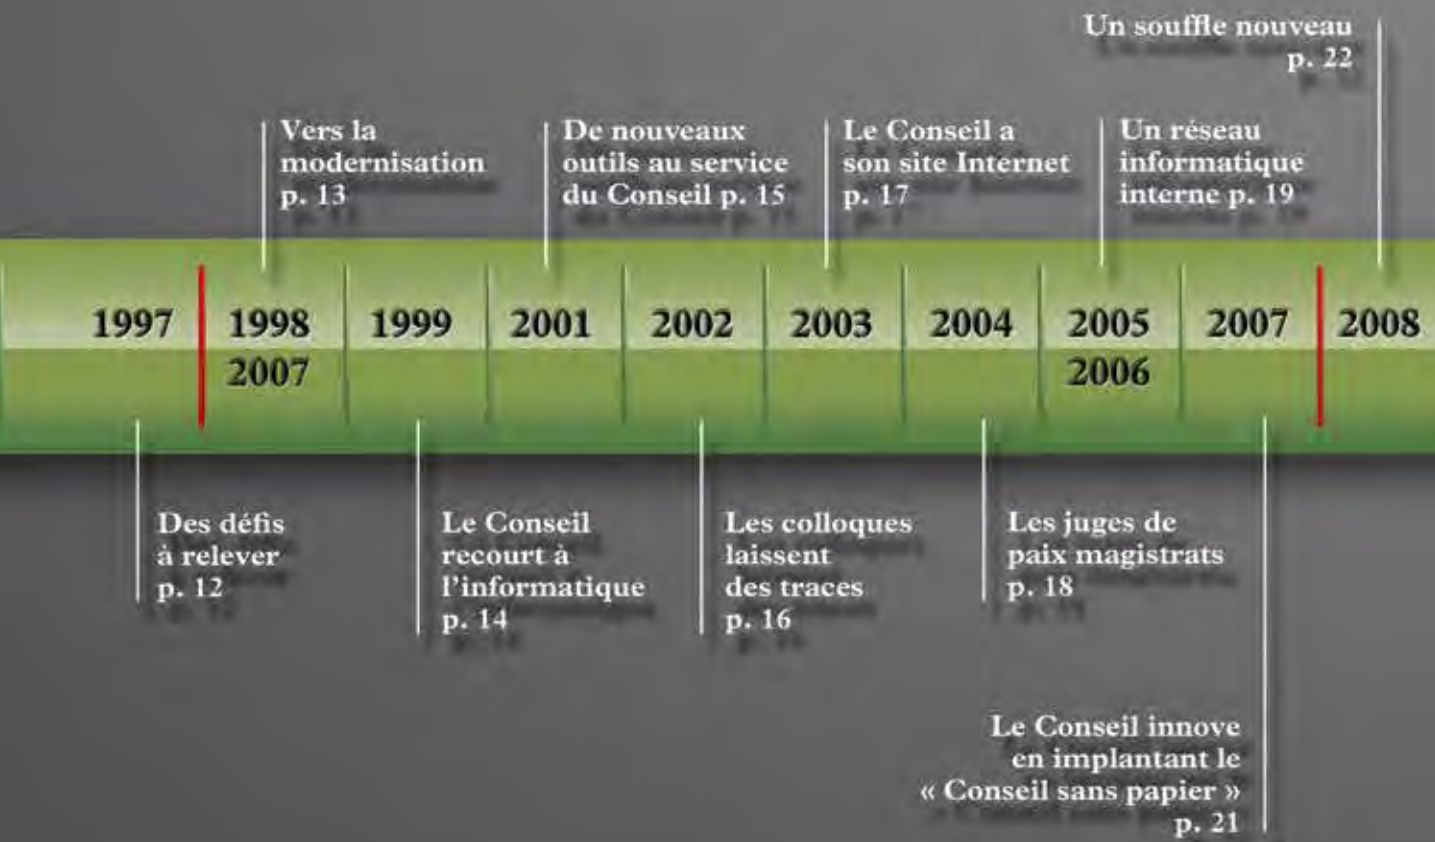 Un souffle nouveau
p. 22
Vers la
modernisation
p. 13
De nouveaux
outils au service
du Conseil p. 15
Le Conseil a
son site Internet
p. 17
Un réseau
informatique
interne p. 19
1997
1998
2007
1999
2001
2002
2003
2004
2005
2006
2007
2008
Des défis
à relever
p. 12
Le Conseil
recourt à
l'informatique
p. 14
Les colloques
laissent
des traces
p. 16
Les juges de
paix magistrats
p. 18
Le Conseil innove
en implantant le
« Conseil sans papier »
p. 21